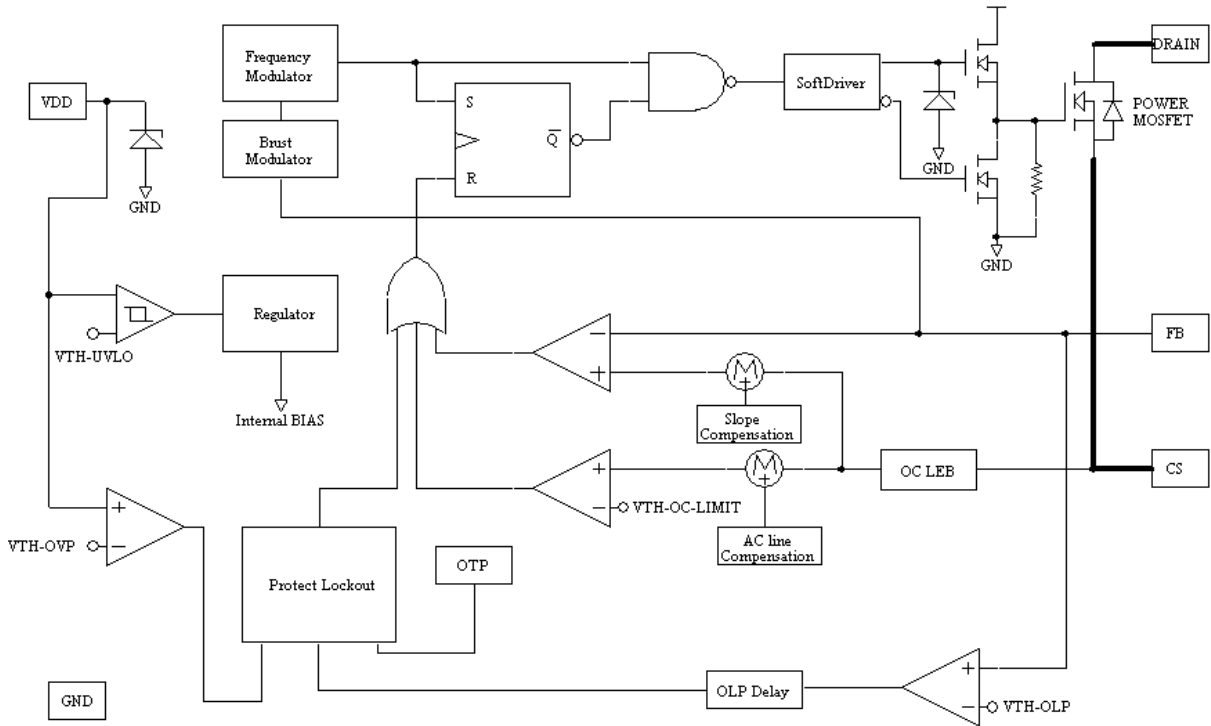 Frequency
Modulator
DRAIN
VDD
S
SoftDriver
POWER
MOSFET
Brust
Modulator
Q
R
GND
GND
GND
Regulator
VTH-UVLO
−
FB
+
Internal BIAS
Slope
Compensation
+
OC LEB
CS
+
−
VTH-OC-LIMIT
VTH-OVP
−
AC line
Compensation
OTP
Protect Lockout
+
GND
OLP Delay
−
VTH-OLP